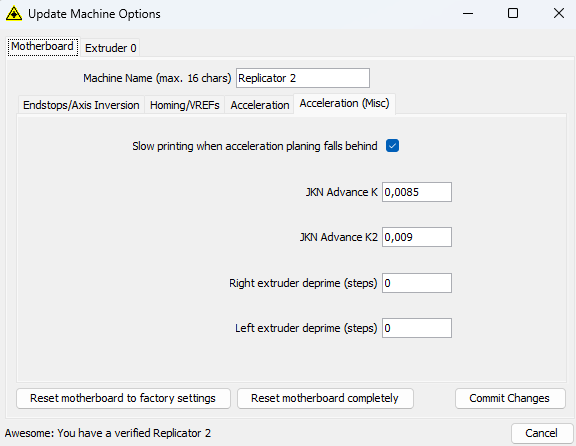 Update Machine Options
Motherboard Extruder 0
Machine Name (max. 16 chars) Replicator 2
Endstops/Axis Inversion Homing/VREFs Acceleration Acceleration (Misc)
Slow printing when acceleration planing falls behind
JKN Advance K 0,0085
JKN Advance K2 0,009
Right extruder deprime (steps) 0
Left extruder deprime (steps) 0
Reset motherboard to factory settings Reset motherboard completely Commit Changes
Awesome: You have a verified Replicator 2 Cancel